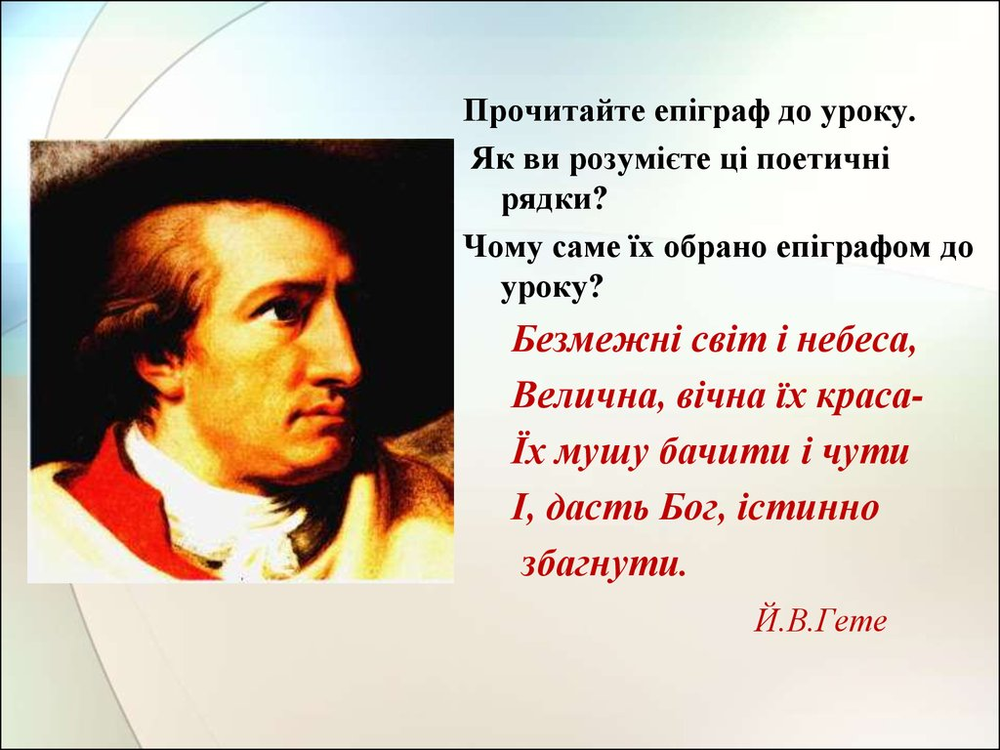 Прочитайте епіграф до уроку.
Як ви розумієте ці поетичні
рядки?
Чому саме їх обрано епіграфом до
уроку?
Безмежні світ і небеса,
Велична, вічна їх краса-
Їх мушу бачити і чути
І, дасть Бог, істинно
збагнути.
Й.В.Гете